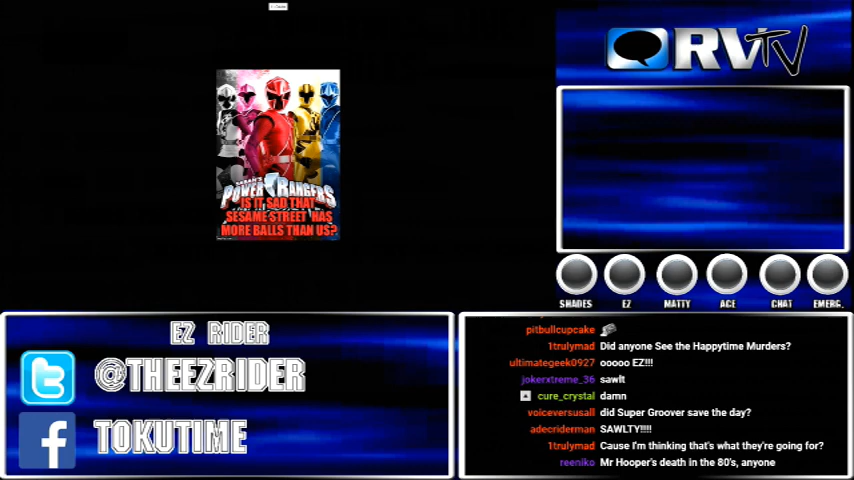 RVTV
SABAN'S
POWER RANGERS
IS IT SAD THAT
SESAME STREET HAS
MORE BALLS THAN US?
SHADES
EZ
MATTY
ACE
CHAT
EMERG.
EZ RIDER
@THEEZRIDER
TOKUTIME
pitbullcupcake
1trulymad Did anyone See the Happytime Murders?
ultimategeek0927 ooooo EZ!!!
jokerxtreme_36 sawlt
cure_crystal damn
voiceversusall did Super Groover save the day?
adecriderman SAWLTY!!!!!
1trulymad Cause I'm thinking that's what they're going for?
reeniko Mr Hooper's death in the 80's, anyone